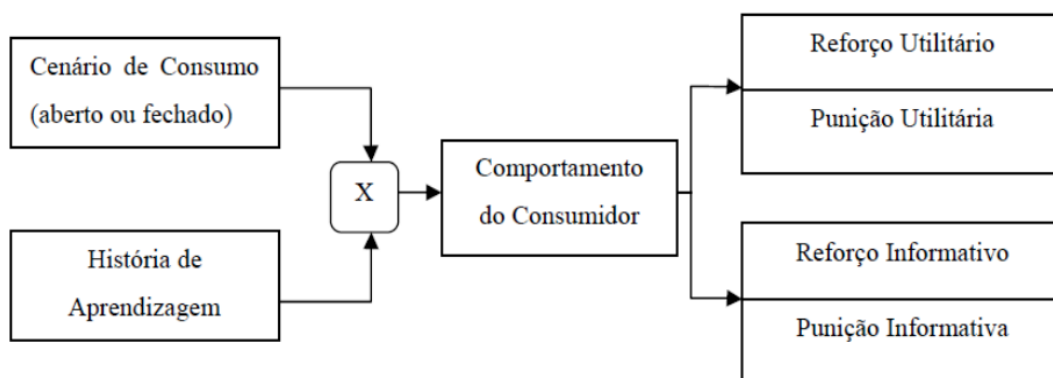 Cenário de Consumo
(aberto ou fechado)
História de
Aprendizagem
X
Comportamento
do Consumidor
Reforço Utilitário
Punição Utilitária
Reforço Informativo
Punição Informativa